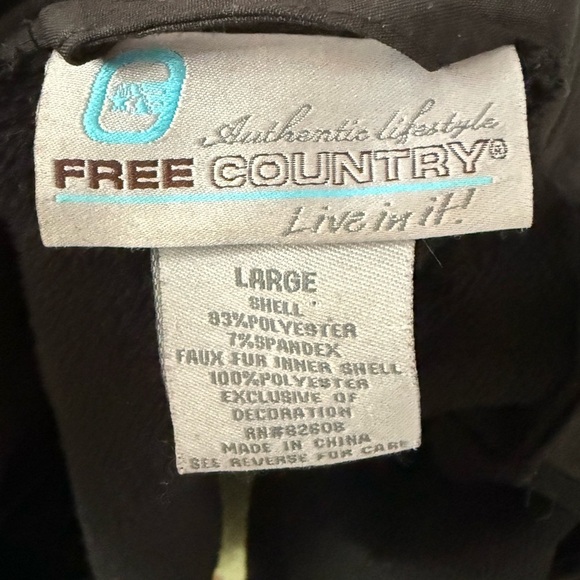 Authentic lifestyle
FREE COUNTRY®
Live in it!
LARGE
SHELL
93%POLYESTER
7%SPANDEX
FAUX FUR INNER SHELL
100%POLYESTER
EXCLUSIVE OF
DECORATION
RN#82608
MADE IN CHINA
SEE REVERSE FOR CARE